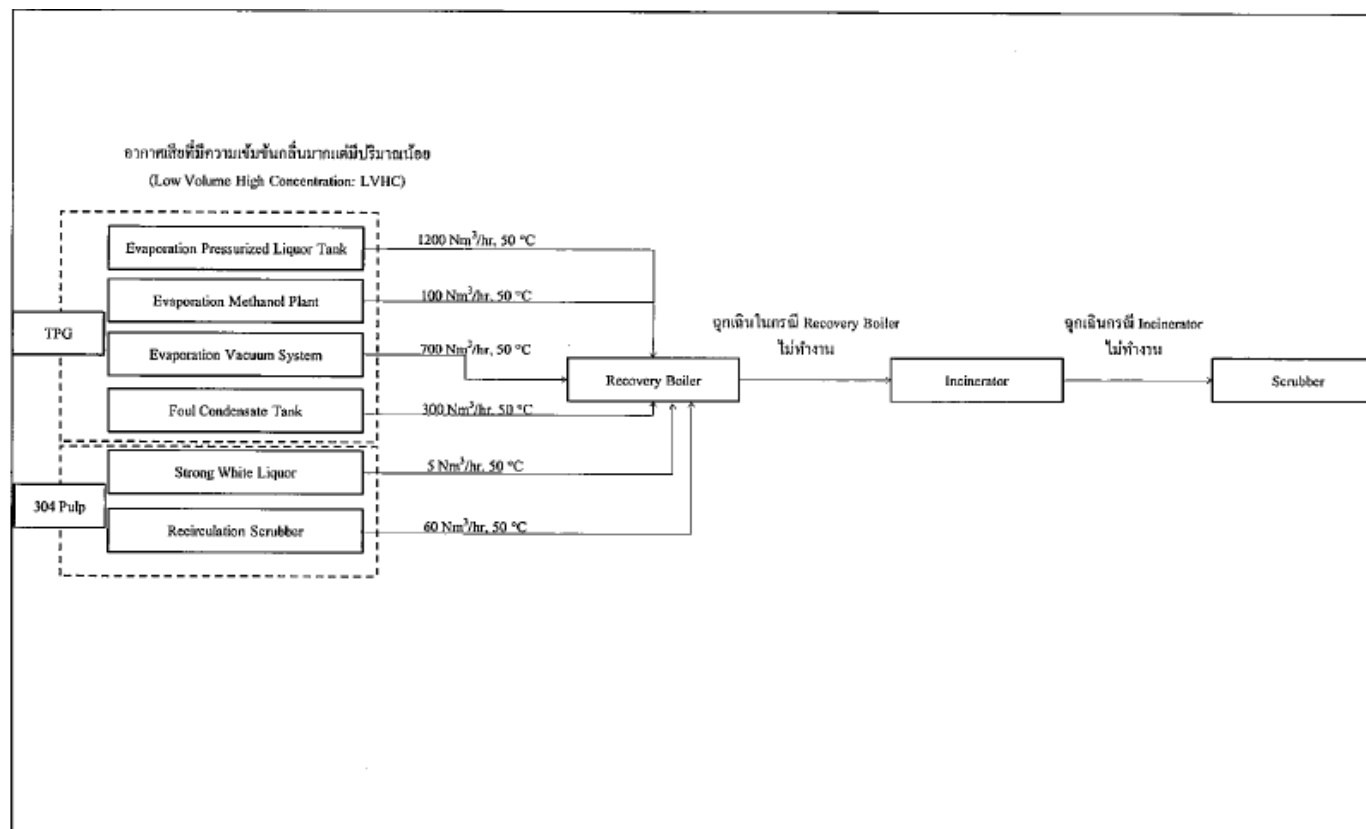 อากาศเสียที่มีความเข้มข้นกลิ่นมากแต่มีปริมาณน้อย
(Low Volume High Concentration: LVHC)
Evaporation Pressurized Liquor Tank
1200 Nm³/hr, 50 °C
Evaporation Methanol Plant
100 Nm³/hr, 50 °C
TPG
Evaporation Vacuum System
700 Nm³/hr, 50 °C
Foul Condensate Tank
300 Nm³/hr, 50 °C
Strong White Liquor
5 Nm³/hr, 50 °C
304 Pulp
Recirculation Scrubber
60 Nm³/hr, 50 °C
Recovery Boiler
ฉุกเฉินในกรณี Recovery Boiler
ไม่ทำงาน
Incinerator
ฉุกเฉินกรณี Incinerator
ไม่ทำงาน
Scrubber